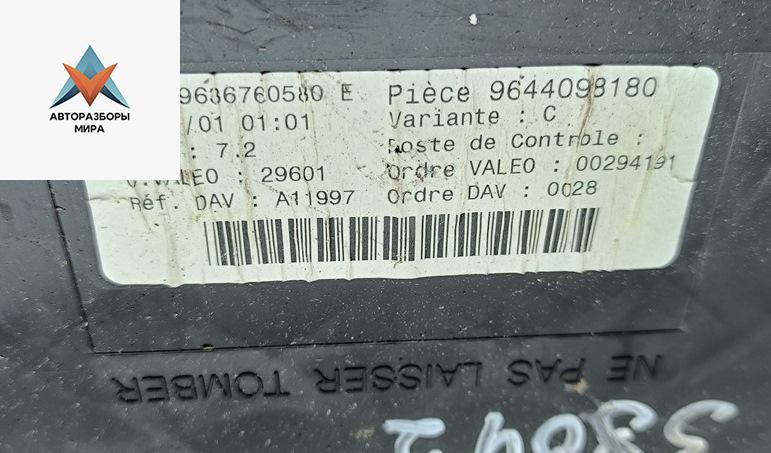 АВТОРАЗБОРЫ
МИРА
9636760580 E Pièce 9644098180
/01 01:01 Variante : C
: 7.2 Poste de Contrôle :
V.VALEO : 29601 Ordre VALEO : 00294191
Réf. DAV : A11997 Ordre DAV : 0028
NE PAS LAISSER TOMBER